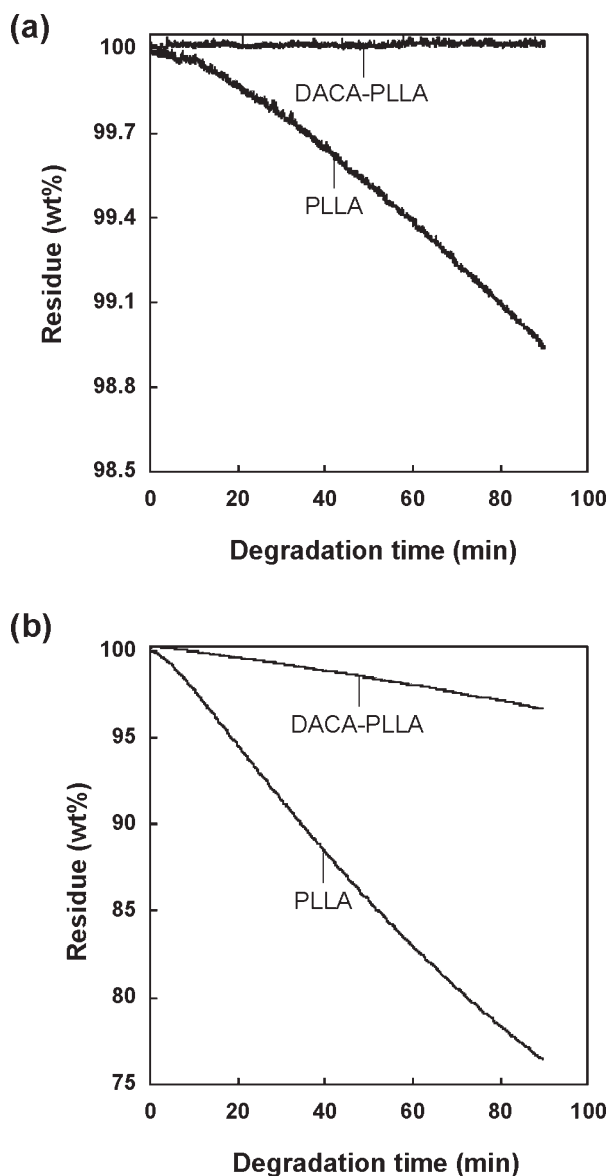 (a)
100
99.7
99.4
99.1
98.8
98.5
Residue (wt%)
DACA-PLLA
PLLA
0 20 40 60 80 100
Degradation time (min)
(b)
100
95
90
85
80
75
Residue (wt%)
DACA-PLLA
PLLA
0 20 40 60 80 100
Degradation time (min)